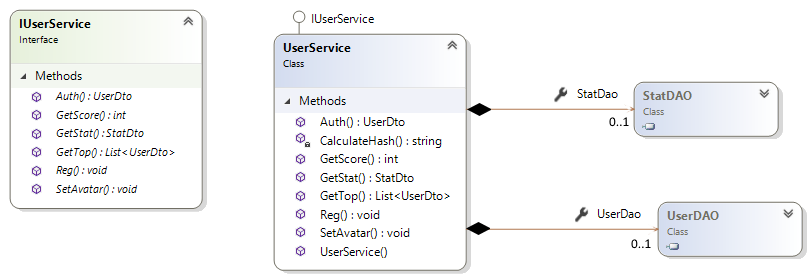 IUserService
Interface
Methods
Auth() : UserDto
GetScore() : int
GetStat() : StatDto
GetTop() : List<UserDto>
Reg() : void
SetAvatar() : void
IUserService
UserService
Class
Methods
Auth() : UserDto
CalculateHash() : string
GetScore() : int
GetStat() : StatDto
GetTop() : List<UserDto>
Reg() : void
SetAvatar() : void
UserService()
StatDao
0..1
StatDAO
Class
UserDao
0..1
UserDAO
Class